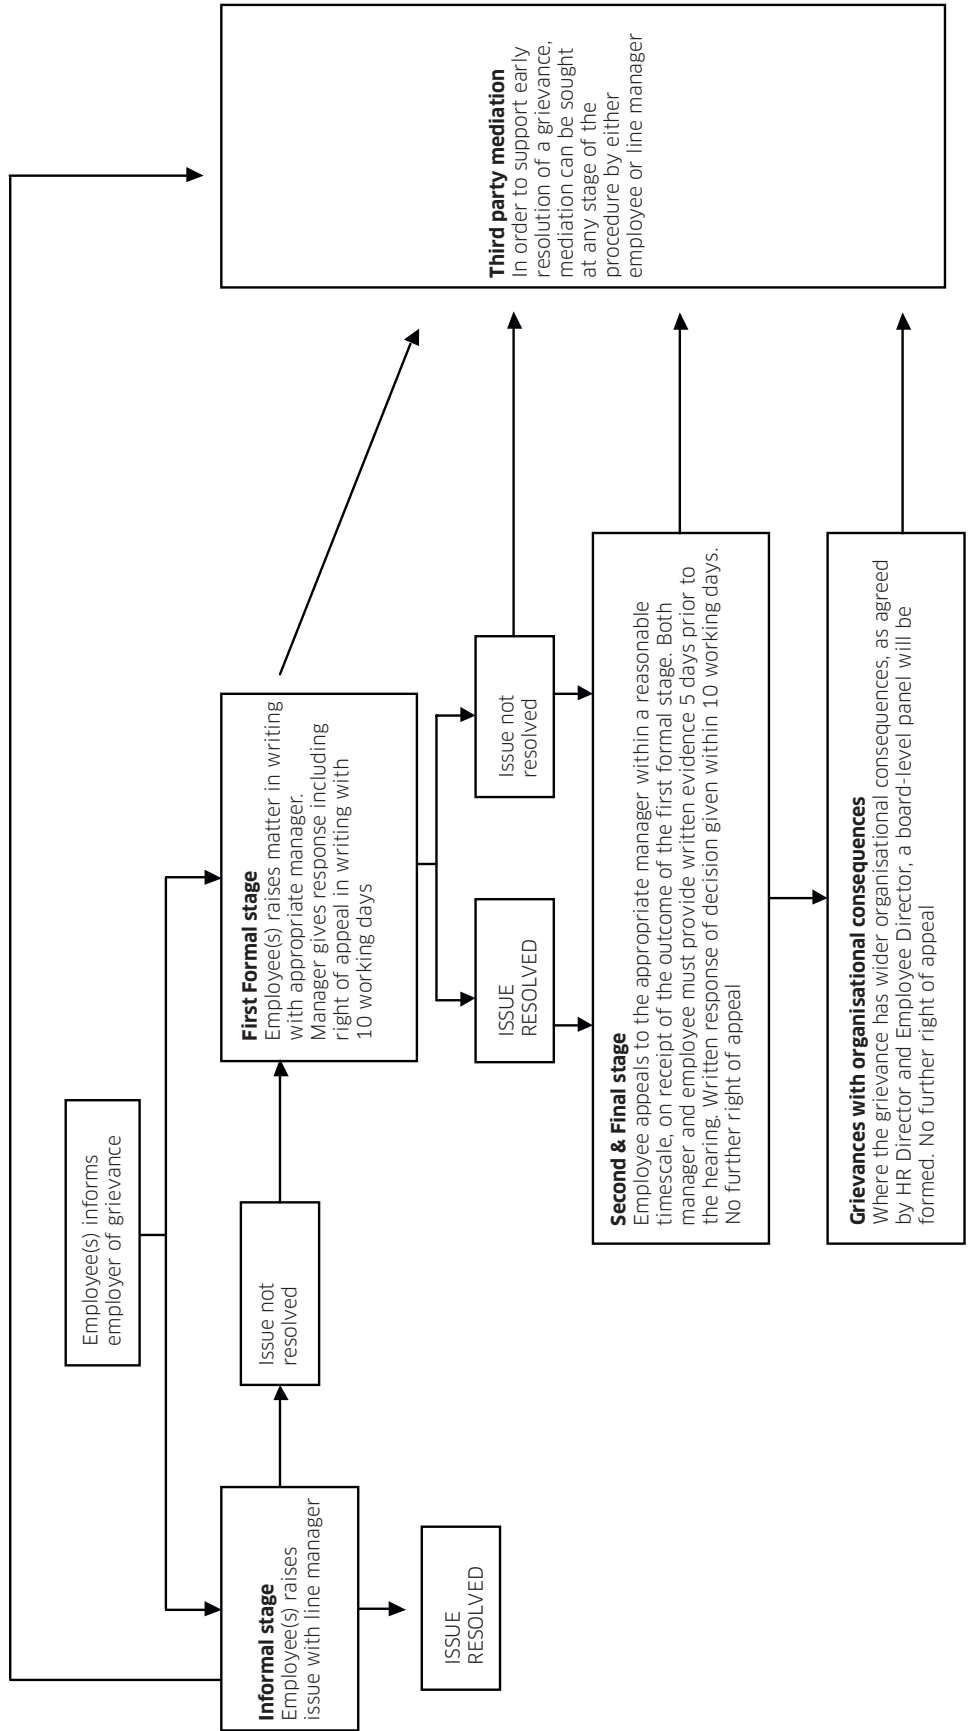 Employee(s) informs
employer of grievance
Informal stage
Employee(s) raises
issue with line manager
ISSUE
RESOLVED
Issue not
resolved
First Formal stage
Employee(s) raises matter in writing
with appropriate manager.
Manager gives response including
right of appeal in writing with
10 working days
ISSUE
RESOLVED
Issue not
resolved
Second & Final stage
Employee appeals to the appropriate manager within a reasonable
timescale, on receipt of the outcome of the first formal stage. Both
manager and employee must provide written evidence 5 days prior to
the hearing. Written response of decision given within 10 working days.
No further right of appeal
Grievances with organisational consequences
Where the grievance has wider organisational consequences, as agreed
by HR Director and Employee Director, a board-level panel will be
formed. No further right of appeal
Third party mediation
In order to support early
resolution of a grievance,
mediation can be sought
at any stage of the
procedure by either
employee or line manager